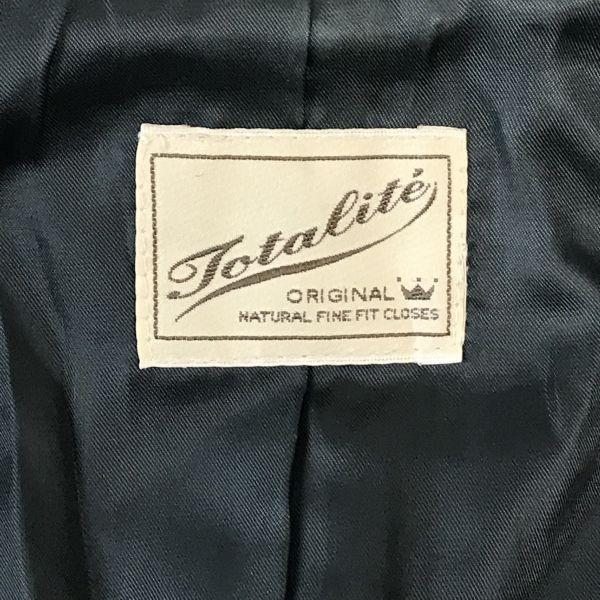 Totalité
ORIGINAL
NATURAL FINE FIT CLOSES